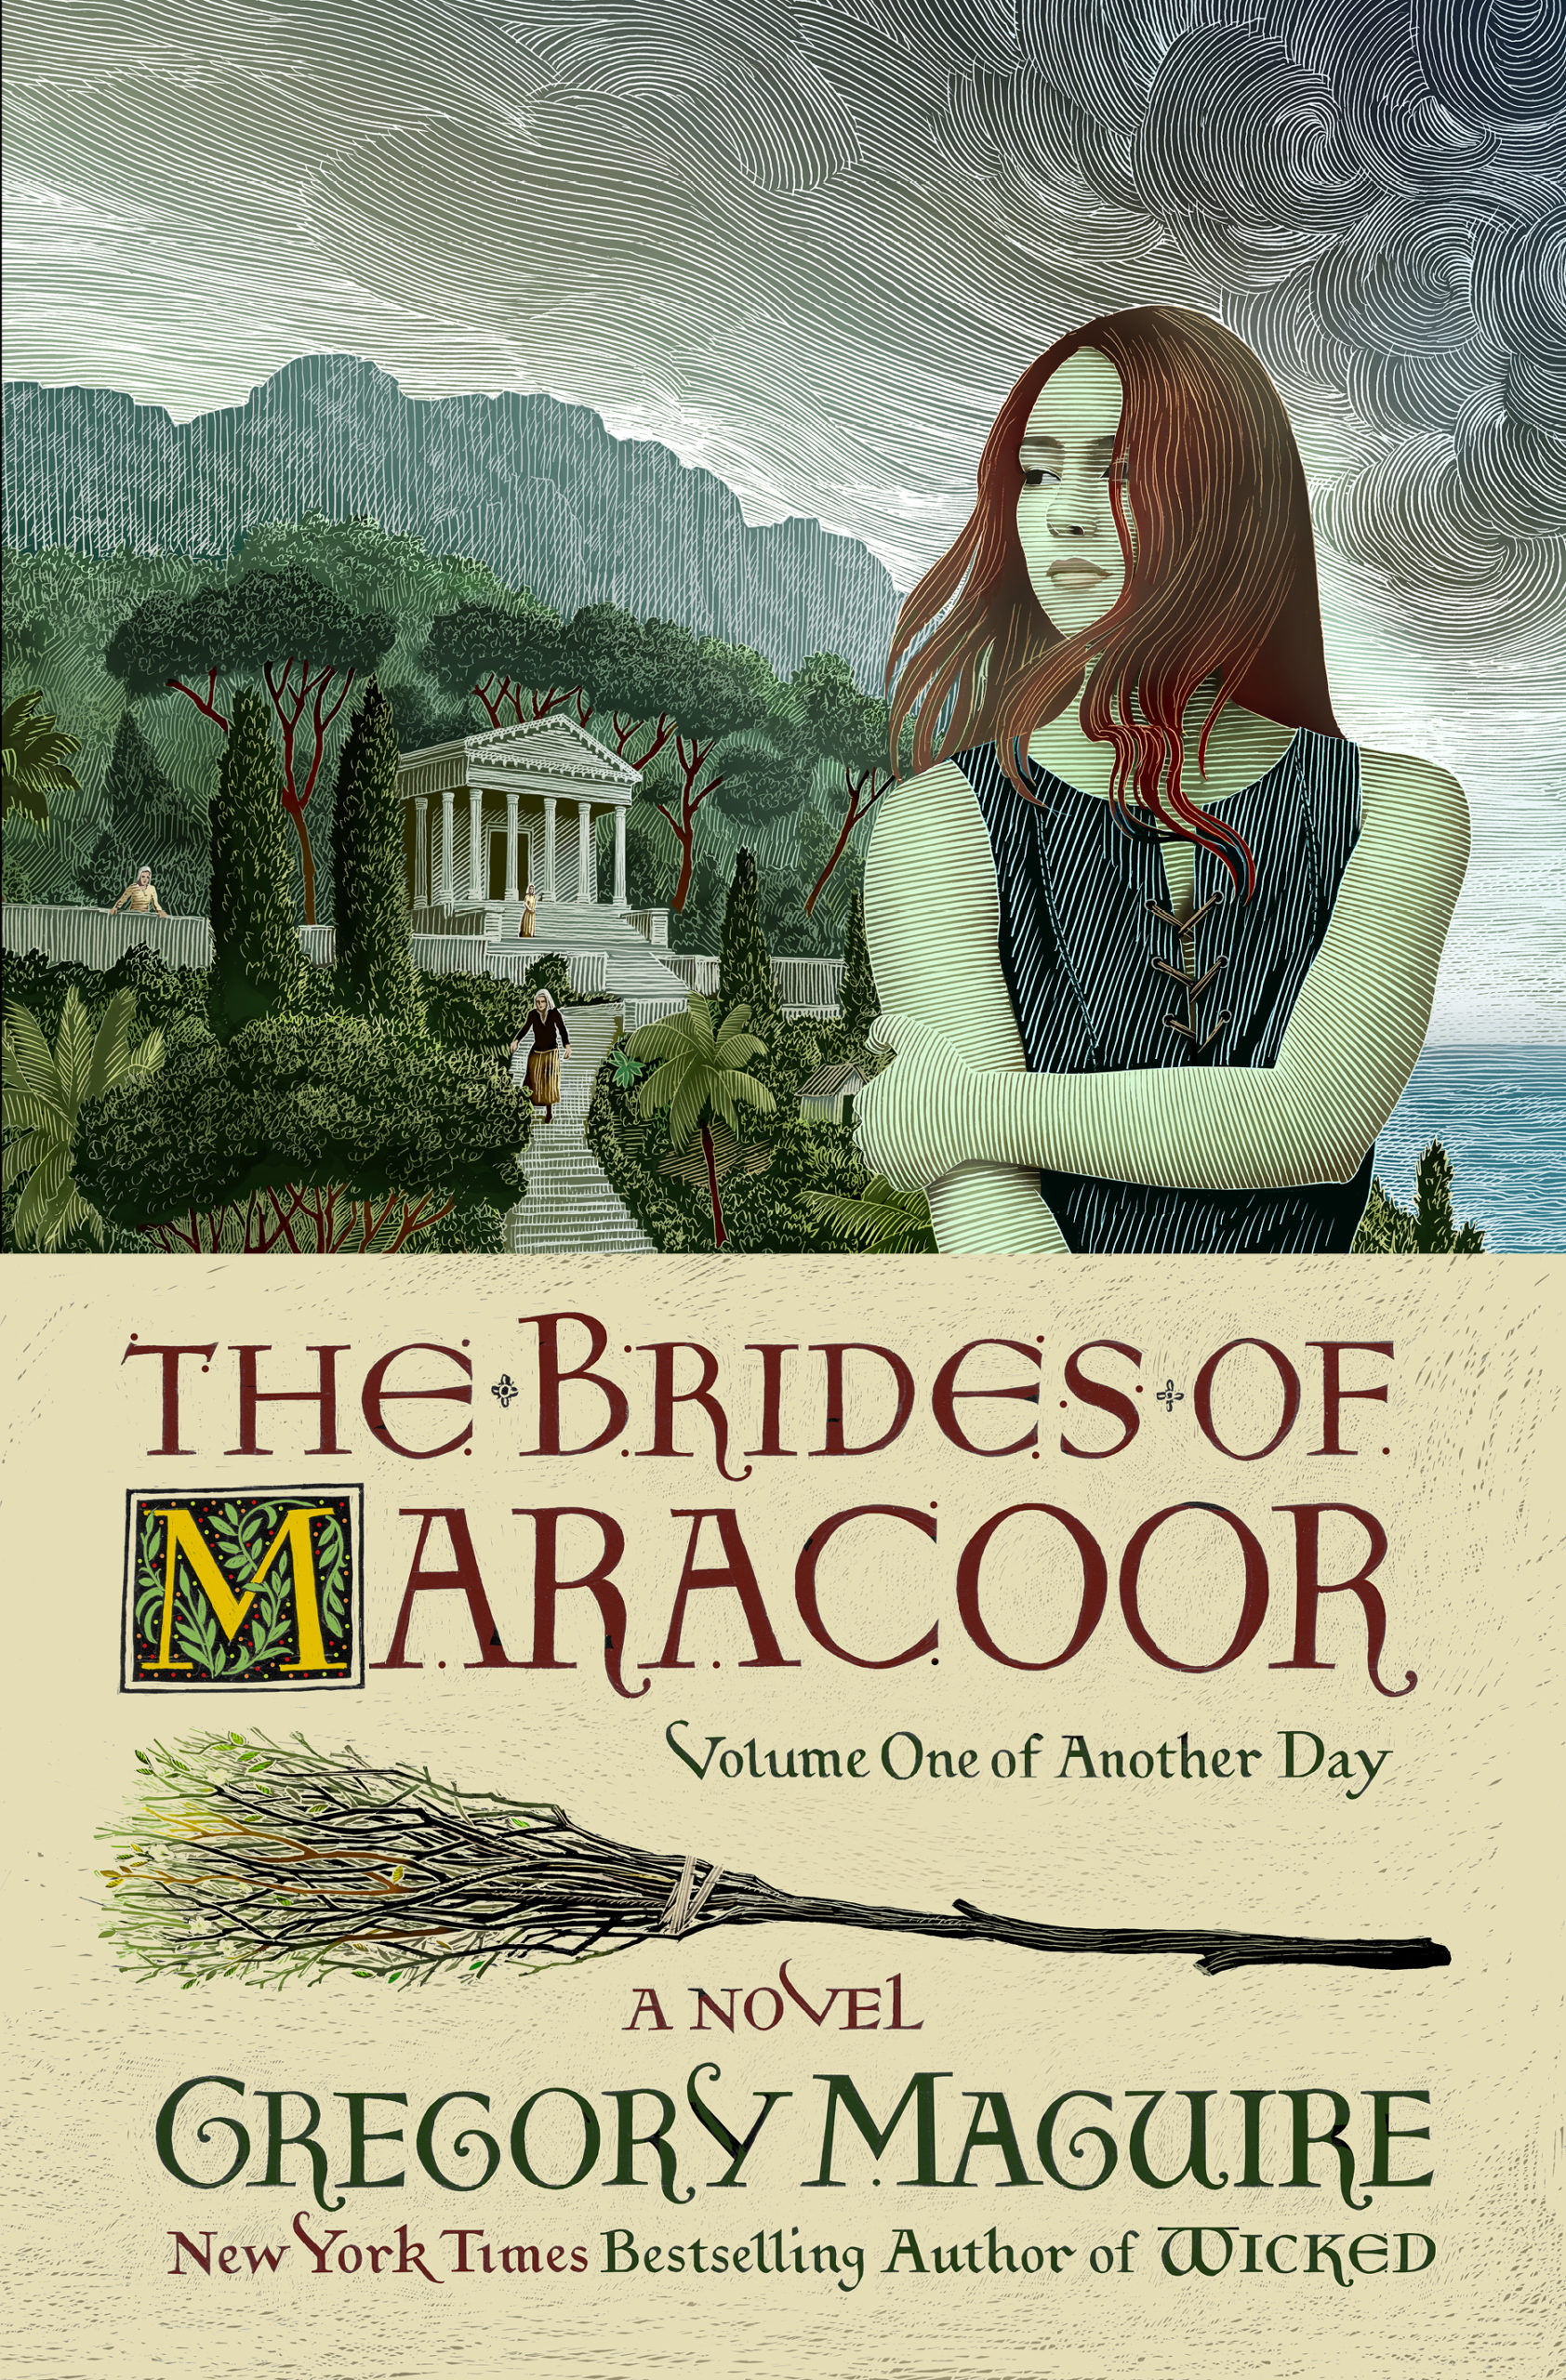 THE BRIDES OF
MARACOOR
Volume One of Another Day
A NOVEL
GREGORY MAGUIRE
New York Times Bestselling Author of WICKED